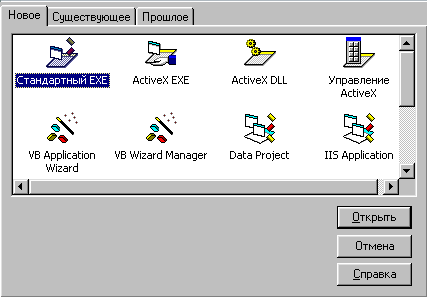 Новое Существующее Прошлое
Стандартный EXE ActiveX EXE ActiveX DLL Управление
ActiveX
VB Application VB Wizard Manager Data Project IIS Application
Wizard
Открыть
Отмена
Справка